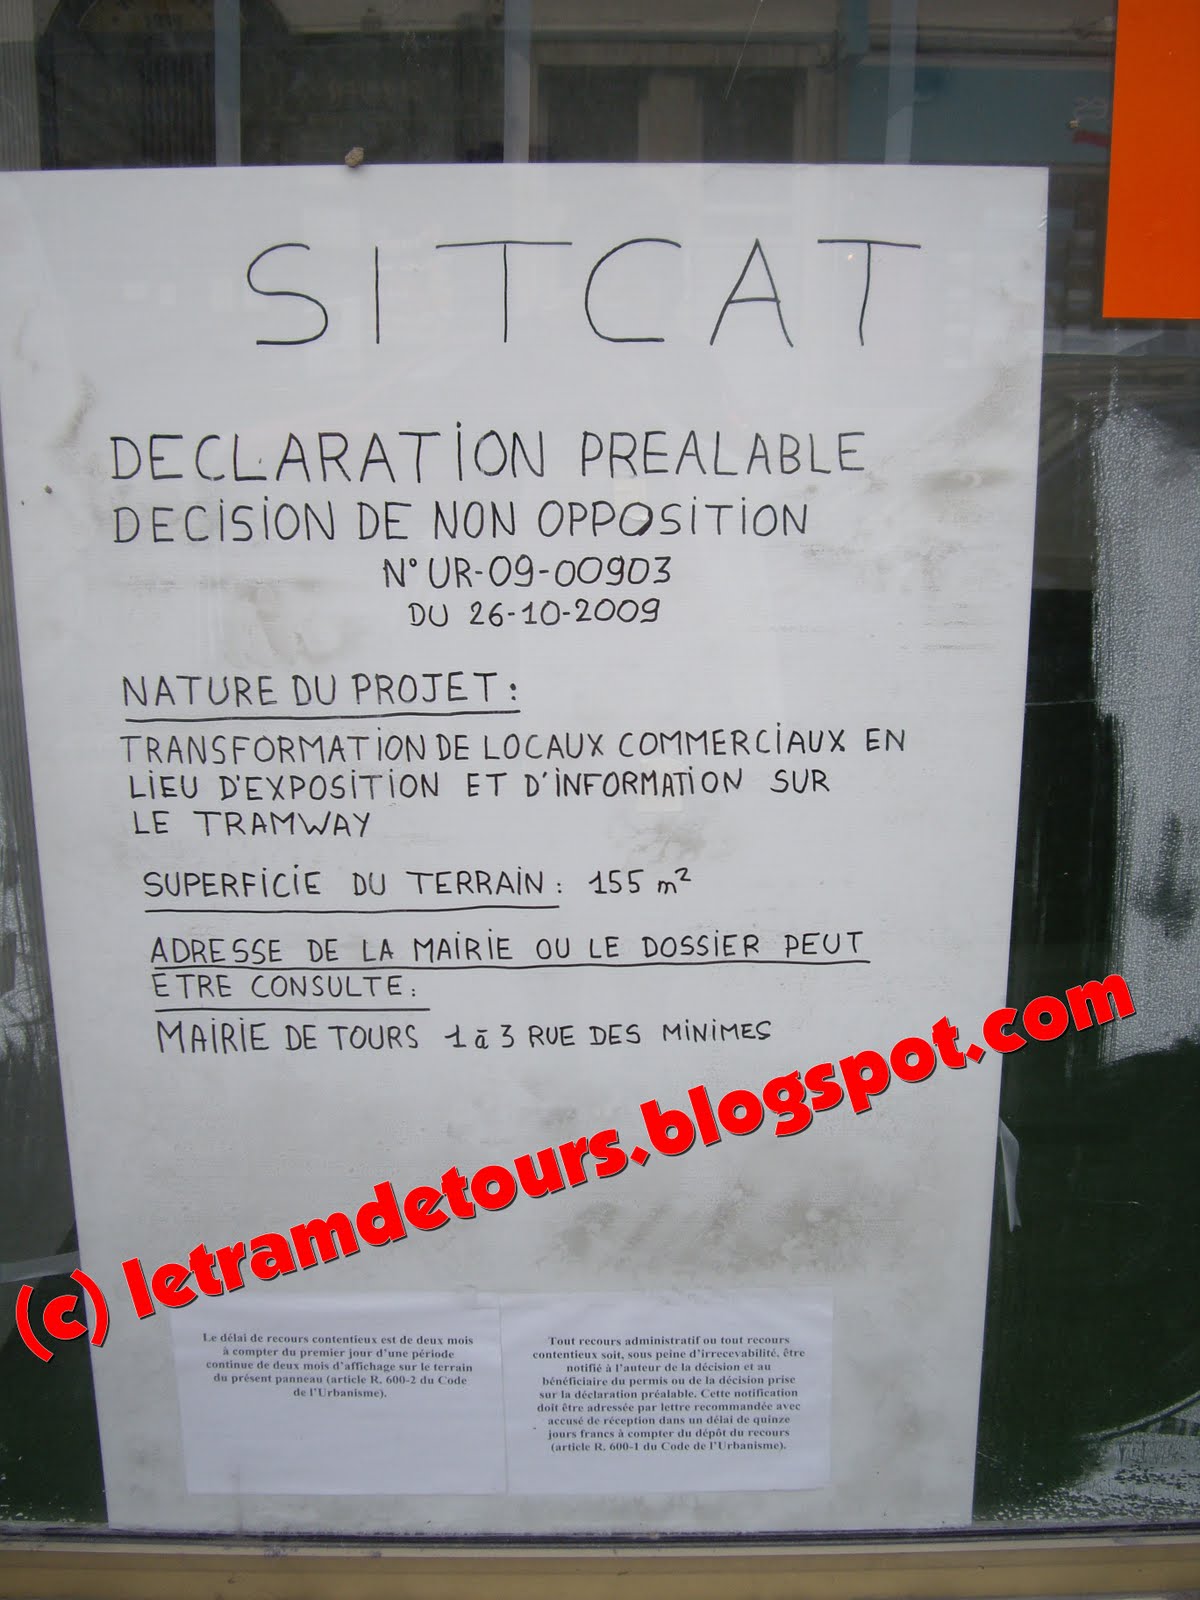 SITCAT
DECLARATION PREALABLE
DECISION DE NON OPPOSITION
N° UR-09-00903
DU 26-10-2009
NATURE DU PROJET :
TRANSFORMATION DE LOCAUX COMMERCIAUX EN
LIEU D'EXPOSITION ET D'INFORMATION SUR
LE TRAMWAY
SUPERFICIE DU TERRAIN : 155 m²
ADRESSE DE LA MAIRIE OU LE DOSSIER PEUT
ETRE CONSULTE :
MAIRIE DE TOURS 1 à 3 RUE DES MINIMES
(c) letramdetours.blogspot.com
Le délai de recours contentieux est de deux mois
à compter du premier jour d'une période
continue de deux mois d'affichage sur le terrain
du présent panneau (article R. 600-2 du Code
de l'Urbanisme).
Tout recours administratif ou tout recours
contentieux soit, sous peine d'irrecevabilité, être
notifié à l'auteur de la décision et au
bénéficiaire du permis ou de la décision prise
sur la déclaration préalable. Cette notification
doit être adressée par lettre recommandée avec
accusé de réception dans un délai de quinze
jours francs à compter du dépôt du recours
(article R. 600-1 du Code de l'Urbanisme).